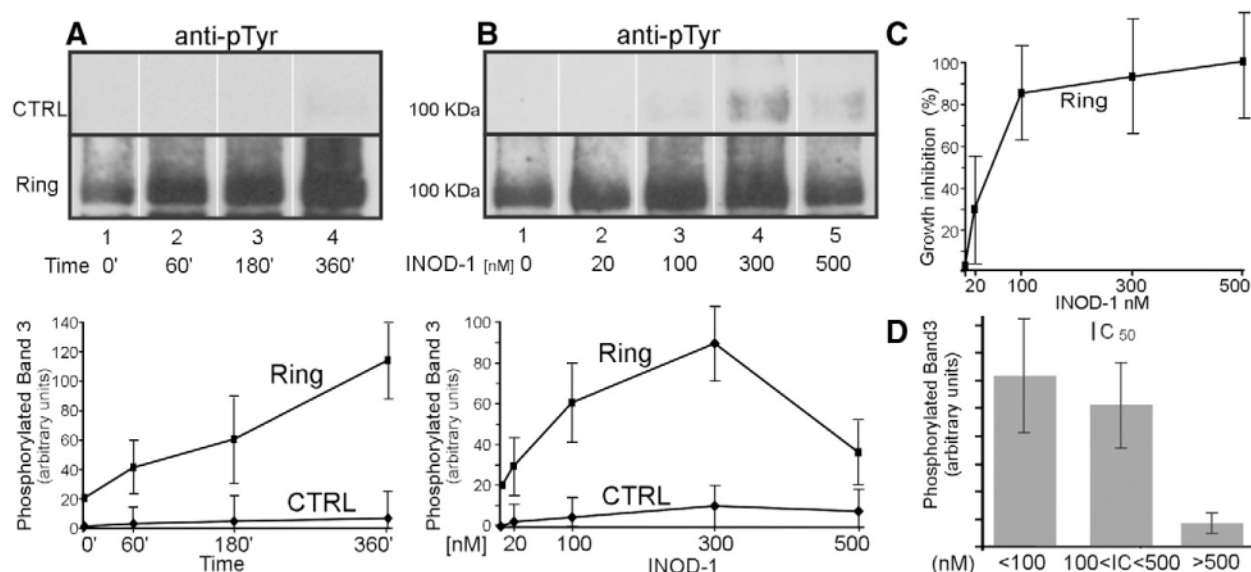 A
anti-pTyr
CTRL
Ring
1 2 3 4
Time 0' 60' 180' 360'
Phosphorylated Band 3
(arbitrary units)
140
120
100
80
60
40
20
0
Ring
CTRL
0' 60' 180' 360'
Time
B
anti-pTyr
100 KDa
100 KDa
1 2 3 4 5
INOD-1 [nM] 0 20 100 300 500
Phosphorylated Band 3
(arbitrary units)
100
80
60
40
20
0
Ring
CTRL
[nM] 20 100 300 500
INOD-1
C
Growth inhibition (%)
100
80
60
40
20
0
Ring
20 100 300 500
INOD-1 nM
D
IC 50
Phosphorylated Band3
(arbitrary units)
(nM) <100 100<IC<500 >500